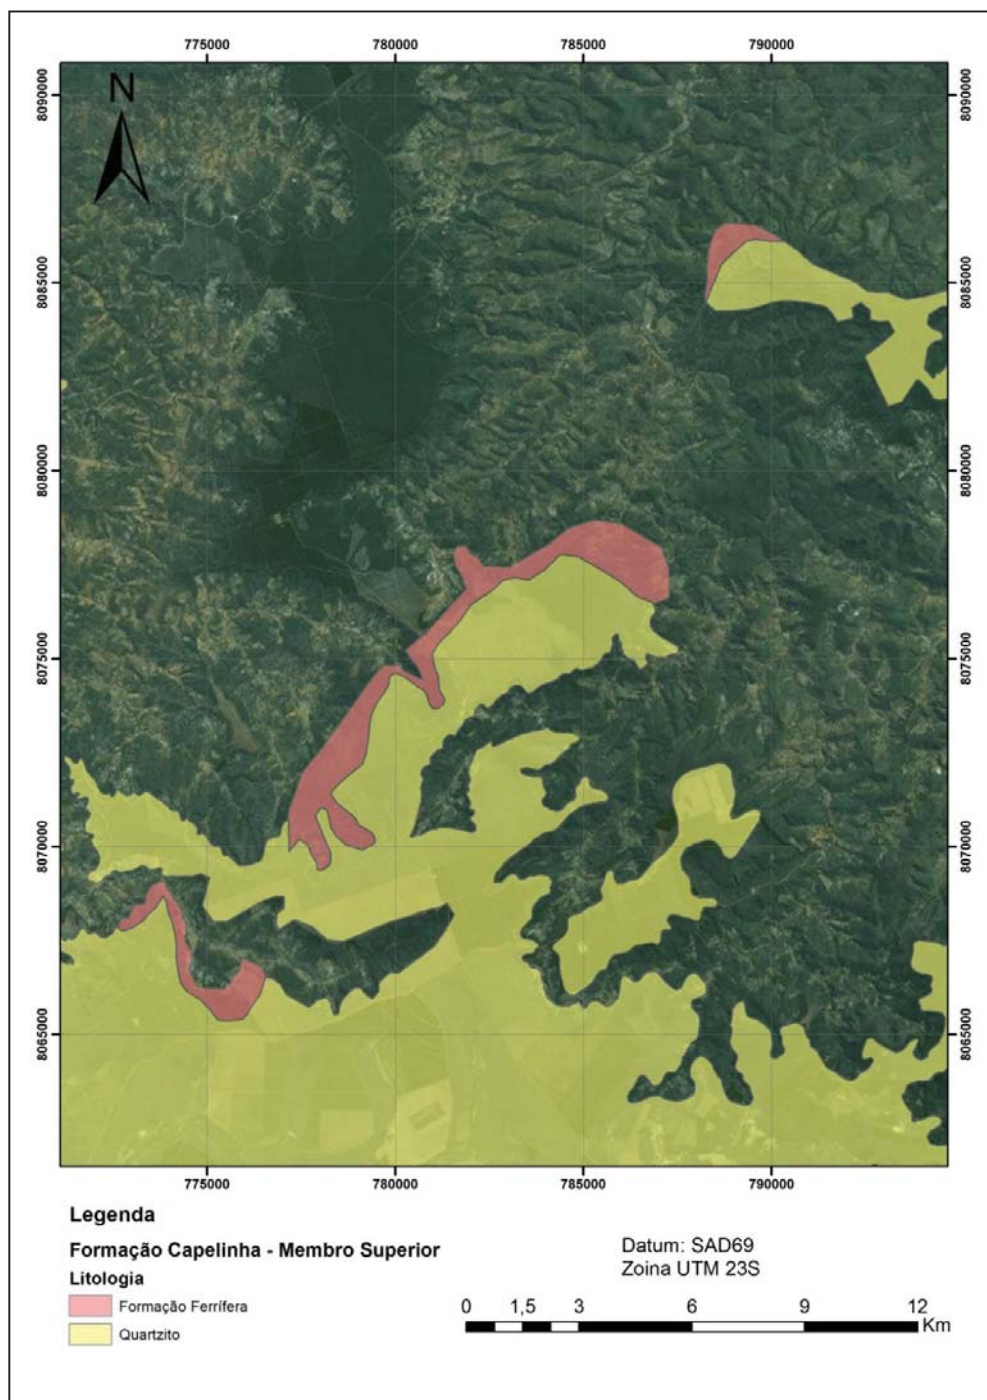 775000 780000 785000 790000
8090000 8090000
N
8085000 8085000
8080000 8080000
8075000 8075000
8070000 8070000
8065000 8065000
775000 780000 785000 790000
Legenda
Formação Capelinha - Membro Superior
Litologia
Formação Ferrífera
Quartzito
Datum: SAD69
Zoina UTM 23S
0 1,5 3 6 9 12
Km